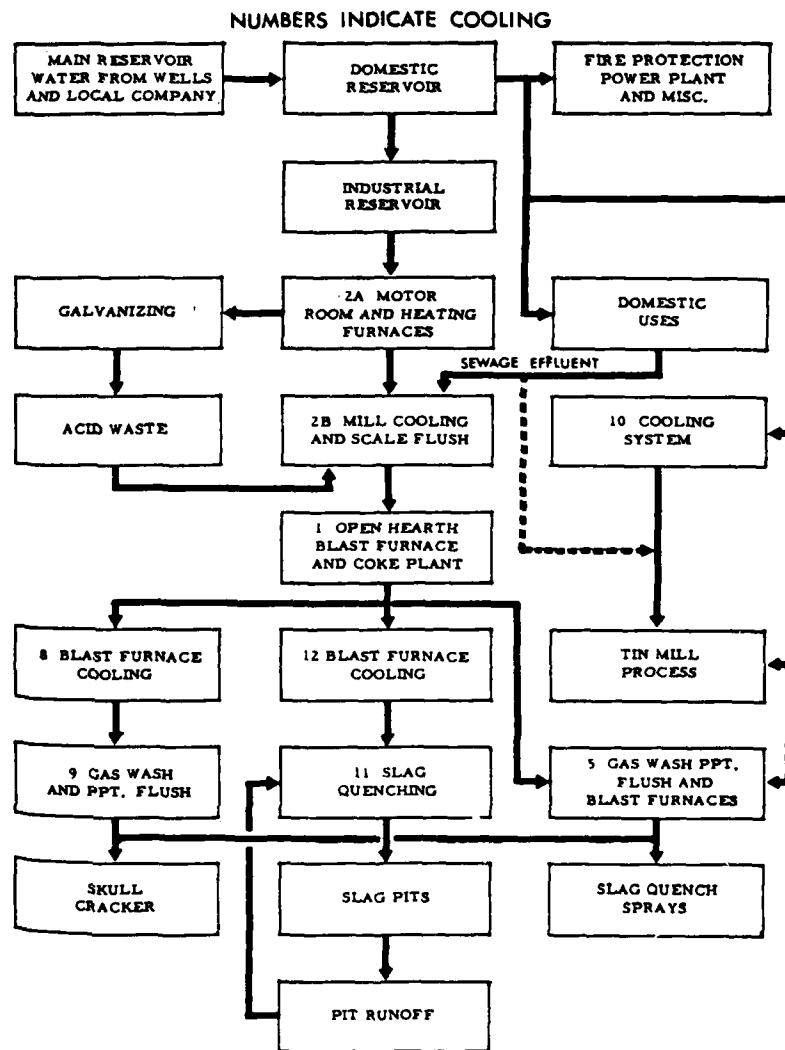 NUMBERS INDICATE COOLING
MAIN RESERVOIR
WATER FROM WELLS
AND LOCAL COMPANY
DOMESTIC
RESERVOIR
FIRE PROTECTION
POWER PLANT
AND MISC.
INDUSTRIAL
RESERVOIR
GALVANIZING
2A MOTOR
ROOM AND HEATING
FURNACES
DOMESTIC
USES
SEWAGE EFFLUENT
ACID WASTE
2B MILL COOLING
AND SCALE FLUSH
10 COOLING
SYSTEM
1 OPEN HEARTH
BLAST FURNACE
AND COKE PLANT
8 BLAST FURNACE
COOLING
12 BLAST FURNACE
COOLING
TIN MILL
PROCESS
9 GAS WASH
AND PPT. FLUSH
11 SLAG
QUENCHING
5 GAS WASH PPT.
FLUSH AND
BLAST FURNACES
SKULL
CRACKER
SLAG PITS
SLAG QUENCH
SPRAYS
PIT RUNOFF